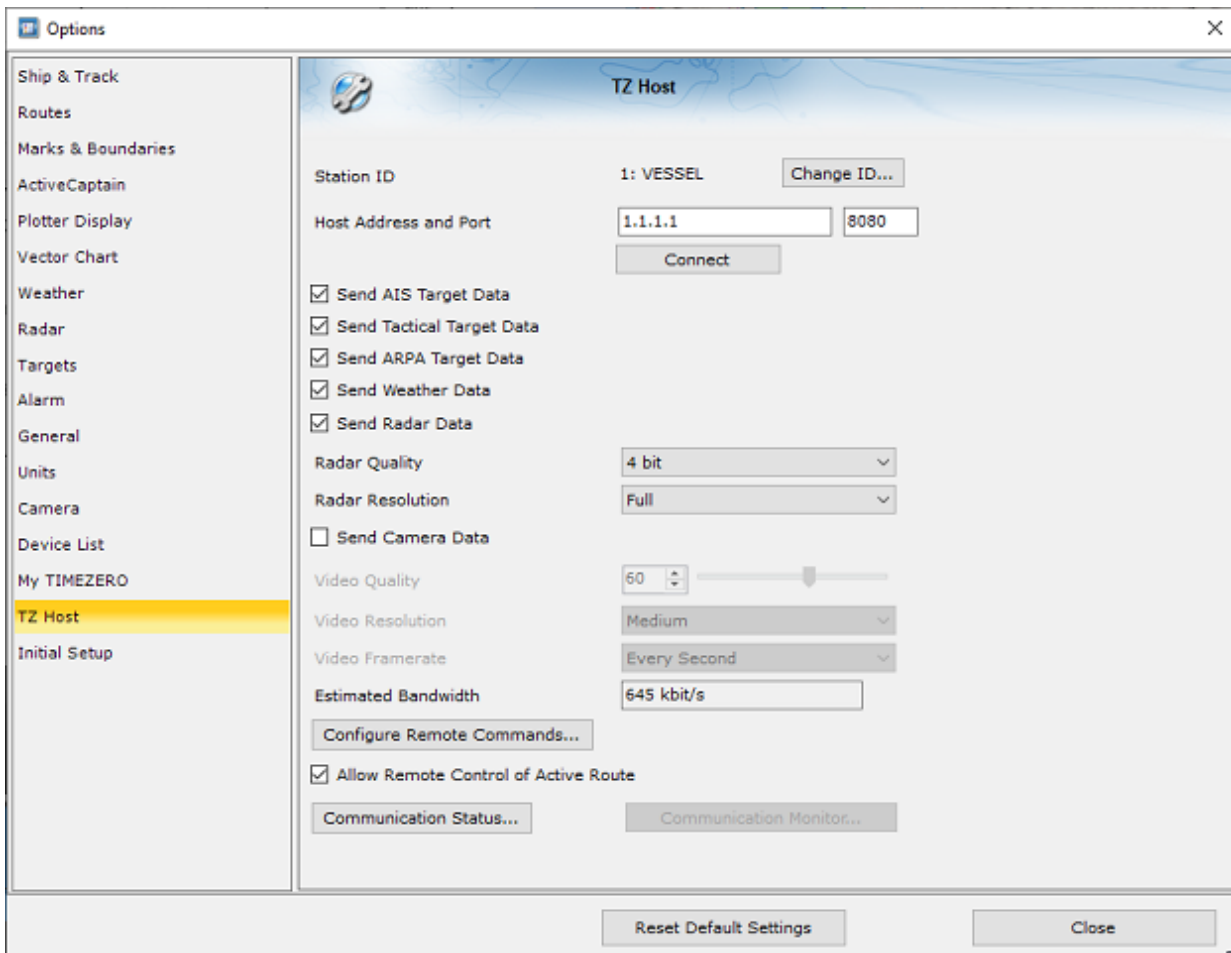 Options
Ship & Track
Routes
Marks & Boundaries
ActiveCaptain
Plotter Display
Vector Chart
Weather
Radar
Targets
Alarm
General
Units
Camera
Device List
My TIMEZERO
TZ Host
Initial Setup
TZ Host
Station ID 1: VESSEL Change ID...
Host Address and Port 1.1.1.1 8080
Connect
Send AIS Target Data
Send Tactical Target Data
Send ARPA Target Data
Send Weather Data
Send Radar Data
Radar Quality 4 bit
Radar Resolution Full
Send Camera Data
Video Quality 60
Video Resolution Medium
Video Framerate Every Second
Estimated Bandwidth 645 kbit/s
Configure Remote Commands...
Allow Remote Control of Active Route
Communication Status... Communication Monitor...
Reset Default Settings Close